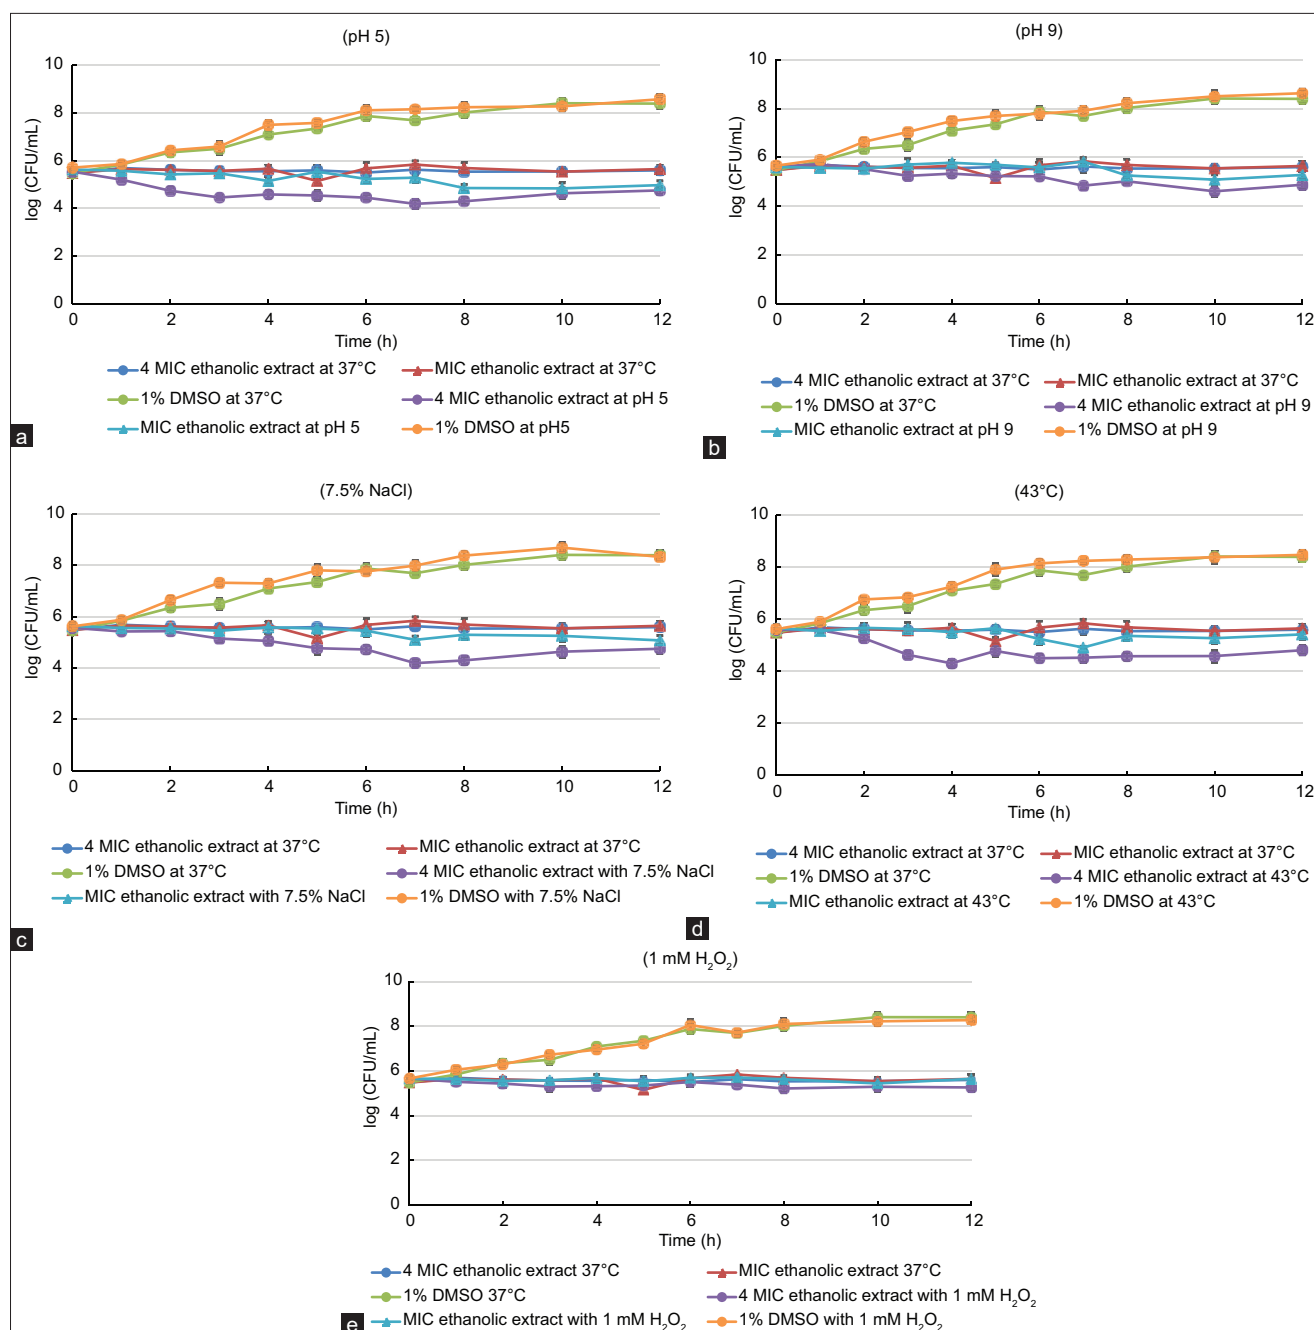 (pH 5)
log (CFU/mL)
10
8
6
4
2
0
0 2 4 6 8 10 12
Time (h)
4 MIC ethanolic extract at 37°C MIC ethanolic extract at 37°C
1% DMSO at 37°C 4 MIC ethanolic extract at pH 5
MIC ethanolic extract at pH 5 1% DMSO at pH5
a
(pH 9)
log (CFU/mL)
10
8
6
4
2
0
0 2 4 6 8 10 12
Time (h)
4 MIC ethanolic extract at 37°C MIC ethanolic extract at 37°C
1% DMSO at 37°C 4 MIC ethanolic extract at pH 9
MIC ethanolic extract at pH 9 1% DMSO at pH 9
b
(7.5% NaCl)
log (CFU/mL)
10
8
6
4
2
0
0 2 4 6 8 10 12
Time (h)
4 MIC ethanolic extract at 37°C MIC ethanolic extract at 37°C
1% DMSO at 37°C 4 MIC ethanolic extract with 7.5% NaCl
MIC ethanolic extract with 7.5% NaCl 1% DMSO with 7.5% NaCl
c
(43°C)
log (CFU/mL)
10
8
6
4
2
0
0 2 4 6 8 10 12
Time (h)
4 MIC ethanolic extract at 37°C MIC ethanolic extract at 37°C
1% DMSO at 37°C 4 MIC ethanolic extract at 43°C
MIC ethanolic extract at 43°C 1% DMSO at 43°C
d
(1 mM H₂O₂)
log (CFU/mL)
10
8
6
4
2
0
0 2 4 6 8 10 12
Time (h)
4 MIC ethanolic extract 37°C MIC ethanolic extract 37°C
1% DMSO 37°C 4 MIC ethanolic extract with 1 mM H₂O₂
MIC ethanolic extract with 1 mM H₂O₂ 1% DMSO with 1 mM H₂O₂
e